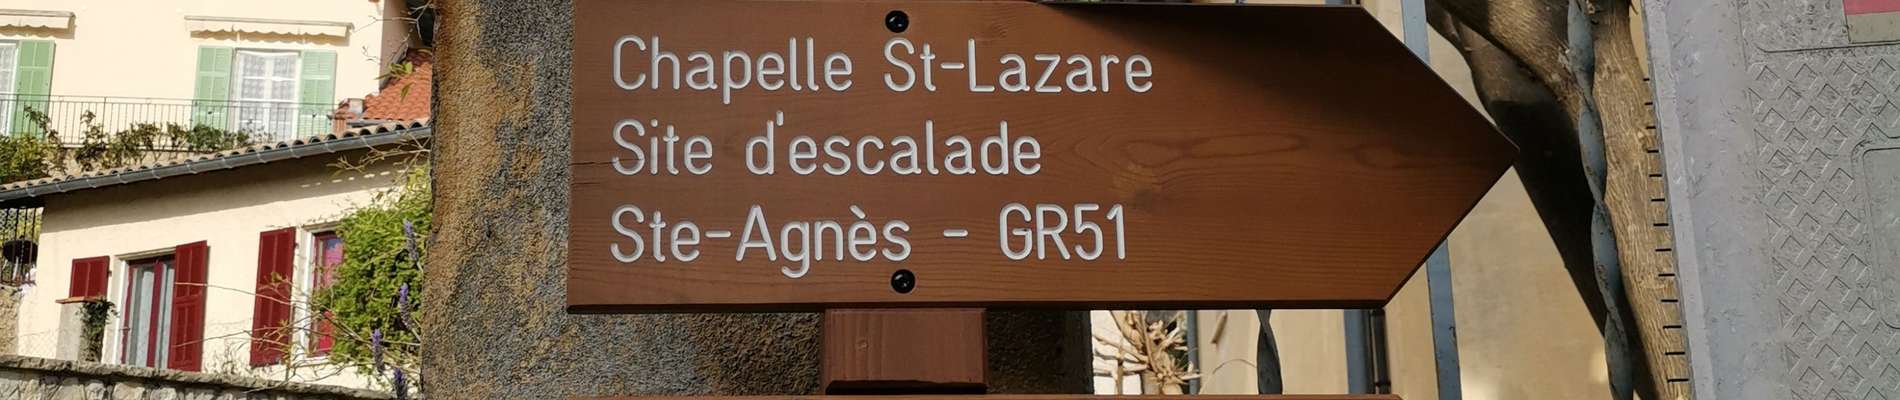 Chapelle St-Lazare
Site d'escalade
Ste-Agnès - GR51